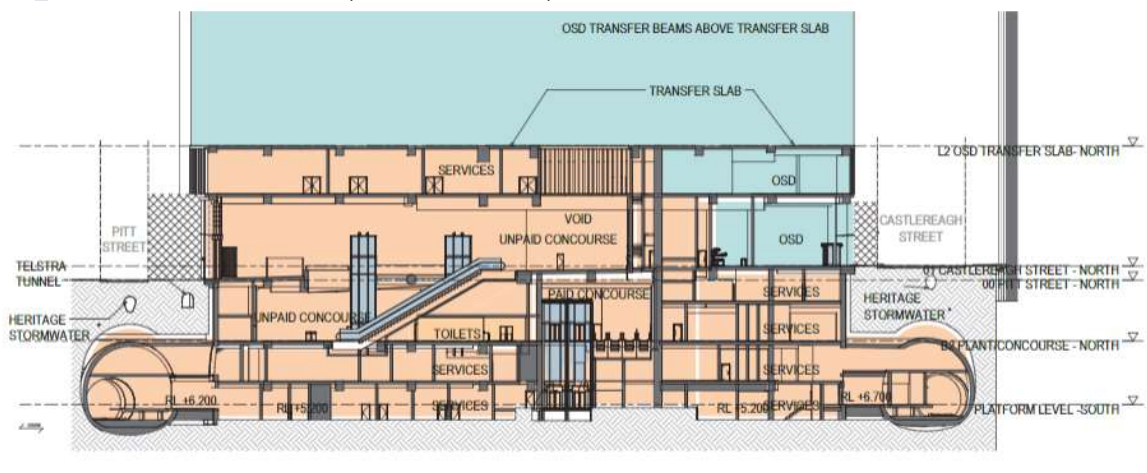 OSD TRANSFER BEAMS ABOVE TRANSFER SLAB
TRANSFER SLAB
L2 OSD TRANSFER SLAB- NORTH
SERVICES
OSD
PITT
STREET
VOID
UNPAID CONCOURSE
OSD
CASTLEREAGH
STREET
TELSTRA
TUNNEL
01 CASTLEREAGH STREET - NORTH
00 PITT STREET - NORTH
PAID CONCOURSE
SERVICES
HERITAGE
STORMWATER
HERITAGE
STORMWATER
UNPAID CONCOURSE
TOILETS
SERVICES
B2 PLANT/CONCOURSE - NORTH
SERVICES
SERVICES
RL +6.200
RL +5.200
SERVICES
RL +5.200
SERVICES
RL +6.700
PLATFORM LEVEL -SOUTH